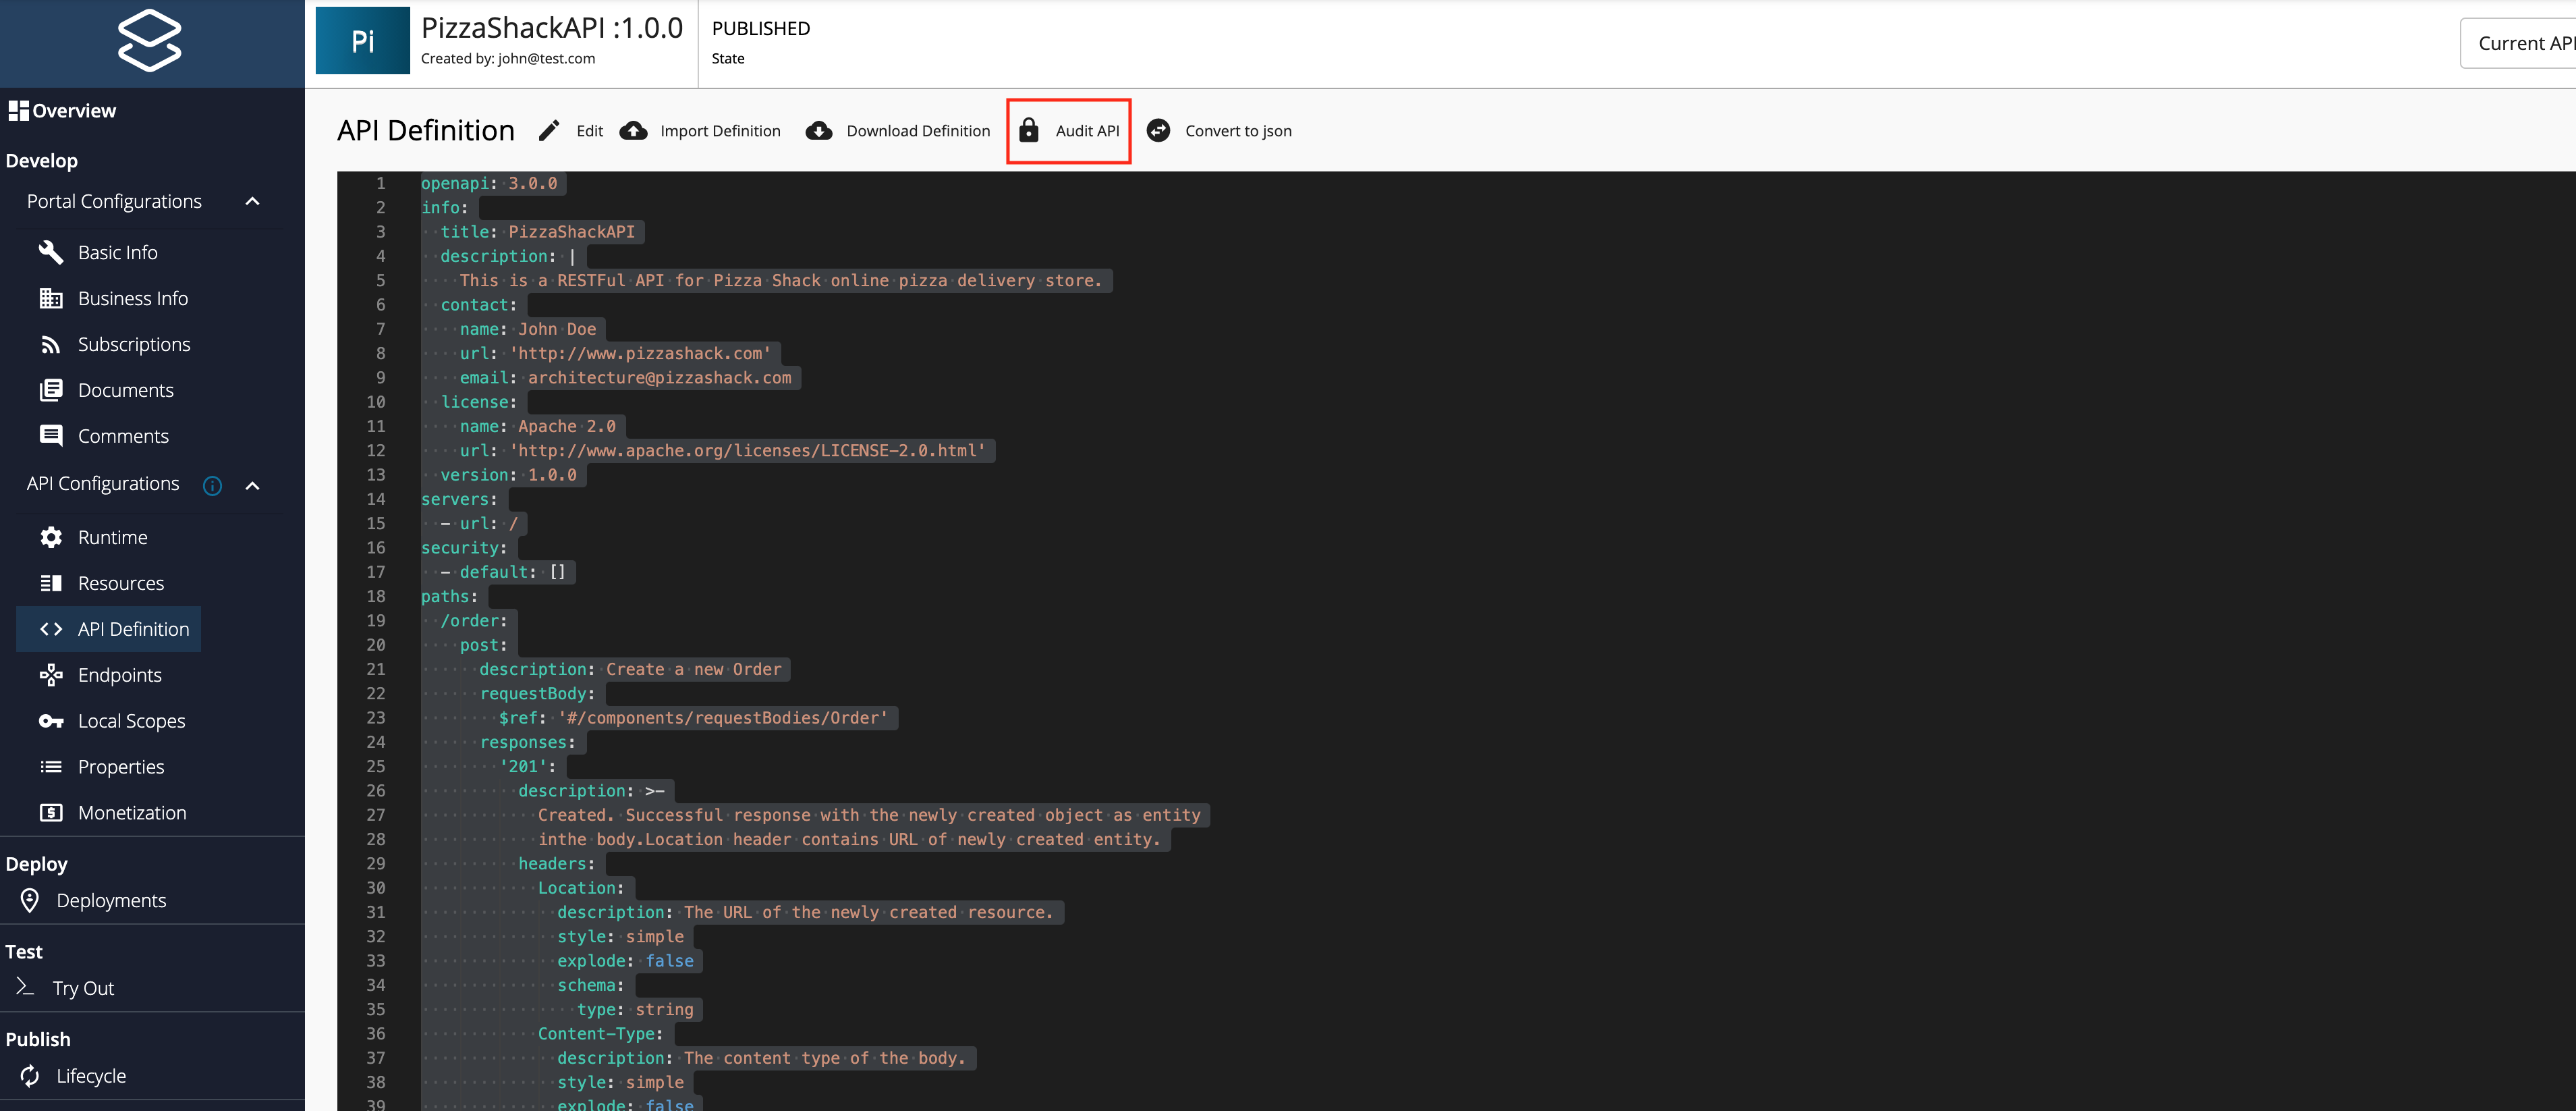 Pi
PizzaShackAPI :1.0.0
Created by: john@test.com
PUBLISHED
State
Current API
Overview
Develop
Portal Configurations
Basic Info
Business Info
Subscriptions
Documents
Comments
API Configurations
Runtime
Resources
API Definition
Endpoints
Local Scopes
Properties
Monetization
Deploy
Deployments
Test
Try Out
Publish
Lifecycle
API Definition Edit Import Definition Download Definition Audit API Convert to json
1 openapi: 3.0.0
2 info:
3 title: PizzaShackAPI
4 description: |
5 This is a RESTFul API for Pizza Shack online pizza delivery store.
6 contact:
7 name: John Doe
8 url: 'http://www.pizzashack.com'
9 email: architecture@pizzashack.com
10 license:
11 name: Apache 2.0
12 url: 'http://www.apache.org/licenses/LICENSE-2.0.html'
13 version: 1.0.0
14 servers:
15 - url: /
16 security:
17 - default: []
18 paths:
19 /order:
20 post:
21 description: Create a new Order
22 requestBody:
23 $ref: '#/components/requestBodies/Order'
24 responses:
25 '201':
26 description: >-
27 Created. Successful response with the newly created object as entity
28 inthe body.Location header contains URL of newly created entity.
29 headers:
30 Location:
31 description: The URL of the newly created resource.
32 style: simple
33 explode: false
34 schema:
35 type: string
36 Content-Type:
37 description: The content type of the body.
38 style: simple
39 explode: false